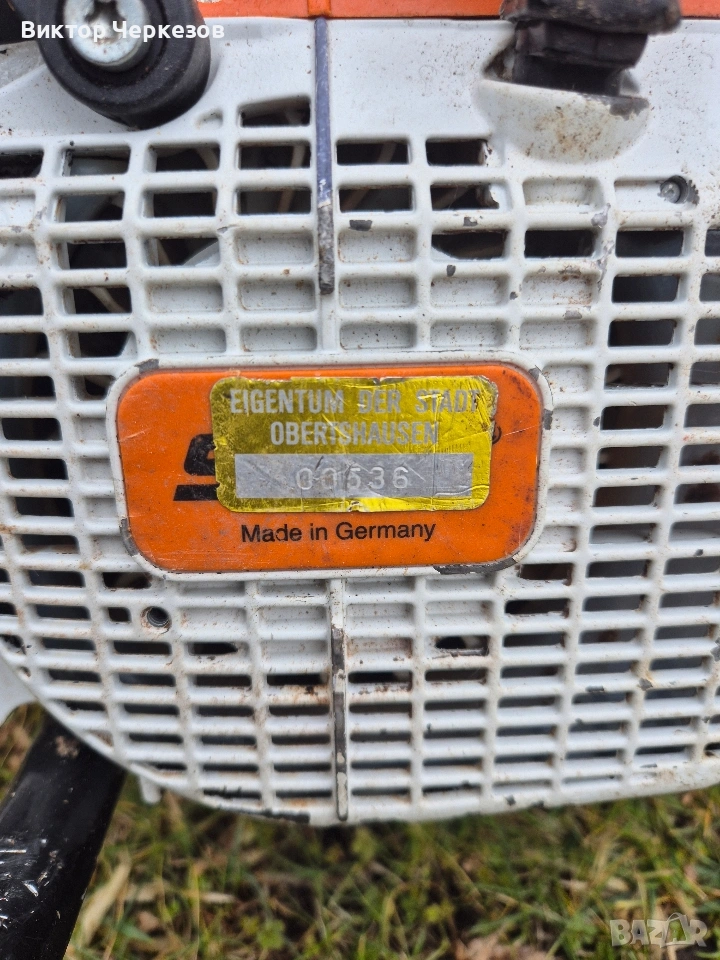 Виктор Черкезов
EIGENTUM DER STADT
OBERTSHAUSEN
00536
S
®
Made in Germany
BAZAR